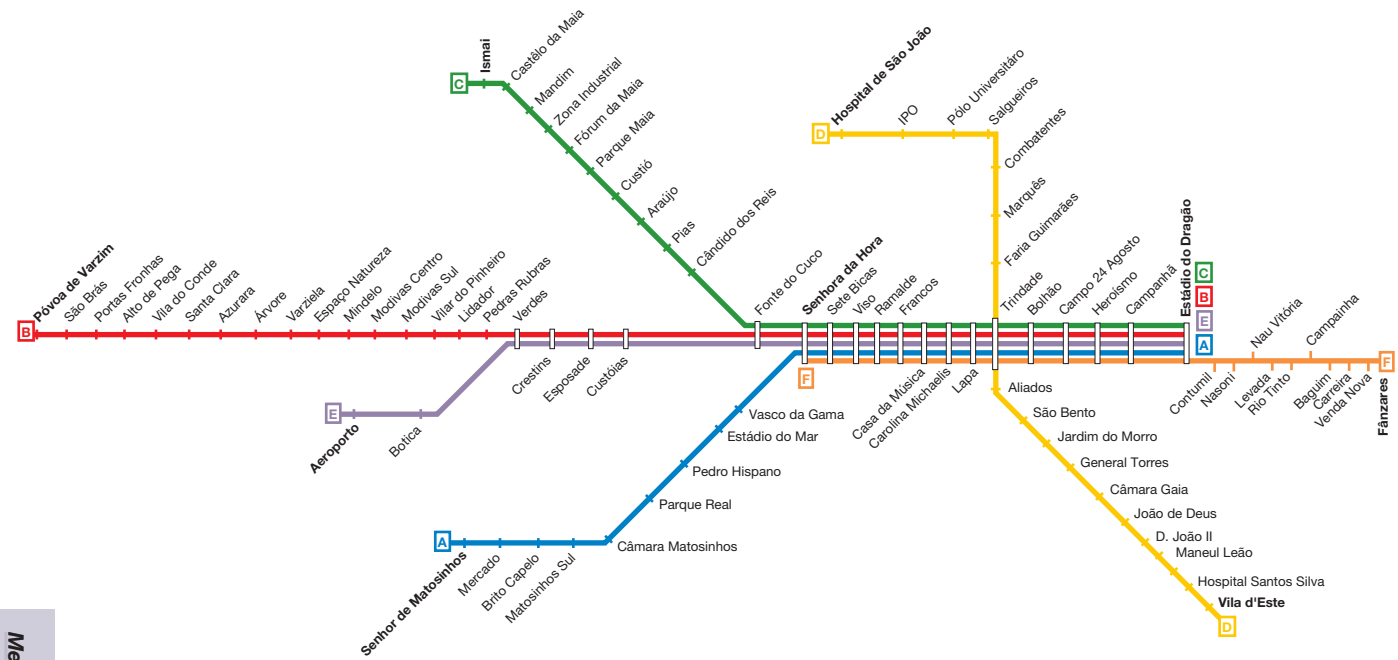 C
Ismai
Castêlo da Maia
Mandim
Zona Industrial
Fórum da Maia
Parque Maia
Custió
Araújo
Pias
Cândido dos Reis
D
Hospital de São João
IPO
Pólo Universitáro
Salgueiros
Combatentes
Marquês
Faria Guimarães
B
Póvoa de Varzim
São Brás
Portas Fronhas
Alto de Pega
Vila do Conde
Santa Clara
Azurara
Árvore
Varziela
Espaço Natureza
Mindelo
Modivas Centro
Modivas Sul
Vilar do Pinheiro
Lidador
Pedras Rubras
Verdes
Crestins
Esposade
Custóias
Fonte do Cuco
Senhora da Hora
Sete Bicas
Viso
Ramalde
Francos
Casa da Música
Carolina Michaelis
Lapa
Trindade
Bolhão
Campo 24 Agosto
Heroísmo
Campanhã
Estádio do Dragão
C
B
E
A
F
Contumil
Nasoni
Nau Vitória
Levada
Rio Tinto
Campainha
Baguim
Carreira
Venda Nova
F
Fânzares
E
Aeroporto
Botica
A
Senhor de Matosinhos
Mercado
Brito Capelo
Matosinhos Sul
Câmara Matosinhos
Parque Real
Pedro Hispano
Estádio do Mar
Vasco da Gama
Aliados
São Bento
Jardim do Morro
General Torres
Câmara Gaia
João de Deus
D. João II
Maneul Leão
Hospital Santos Silva
Vila d'Este
D
Me